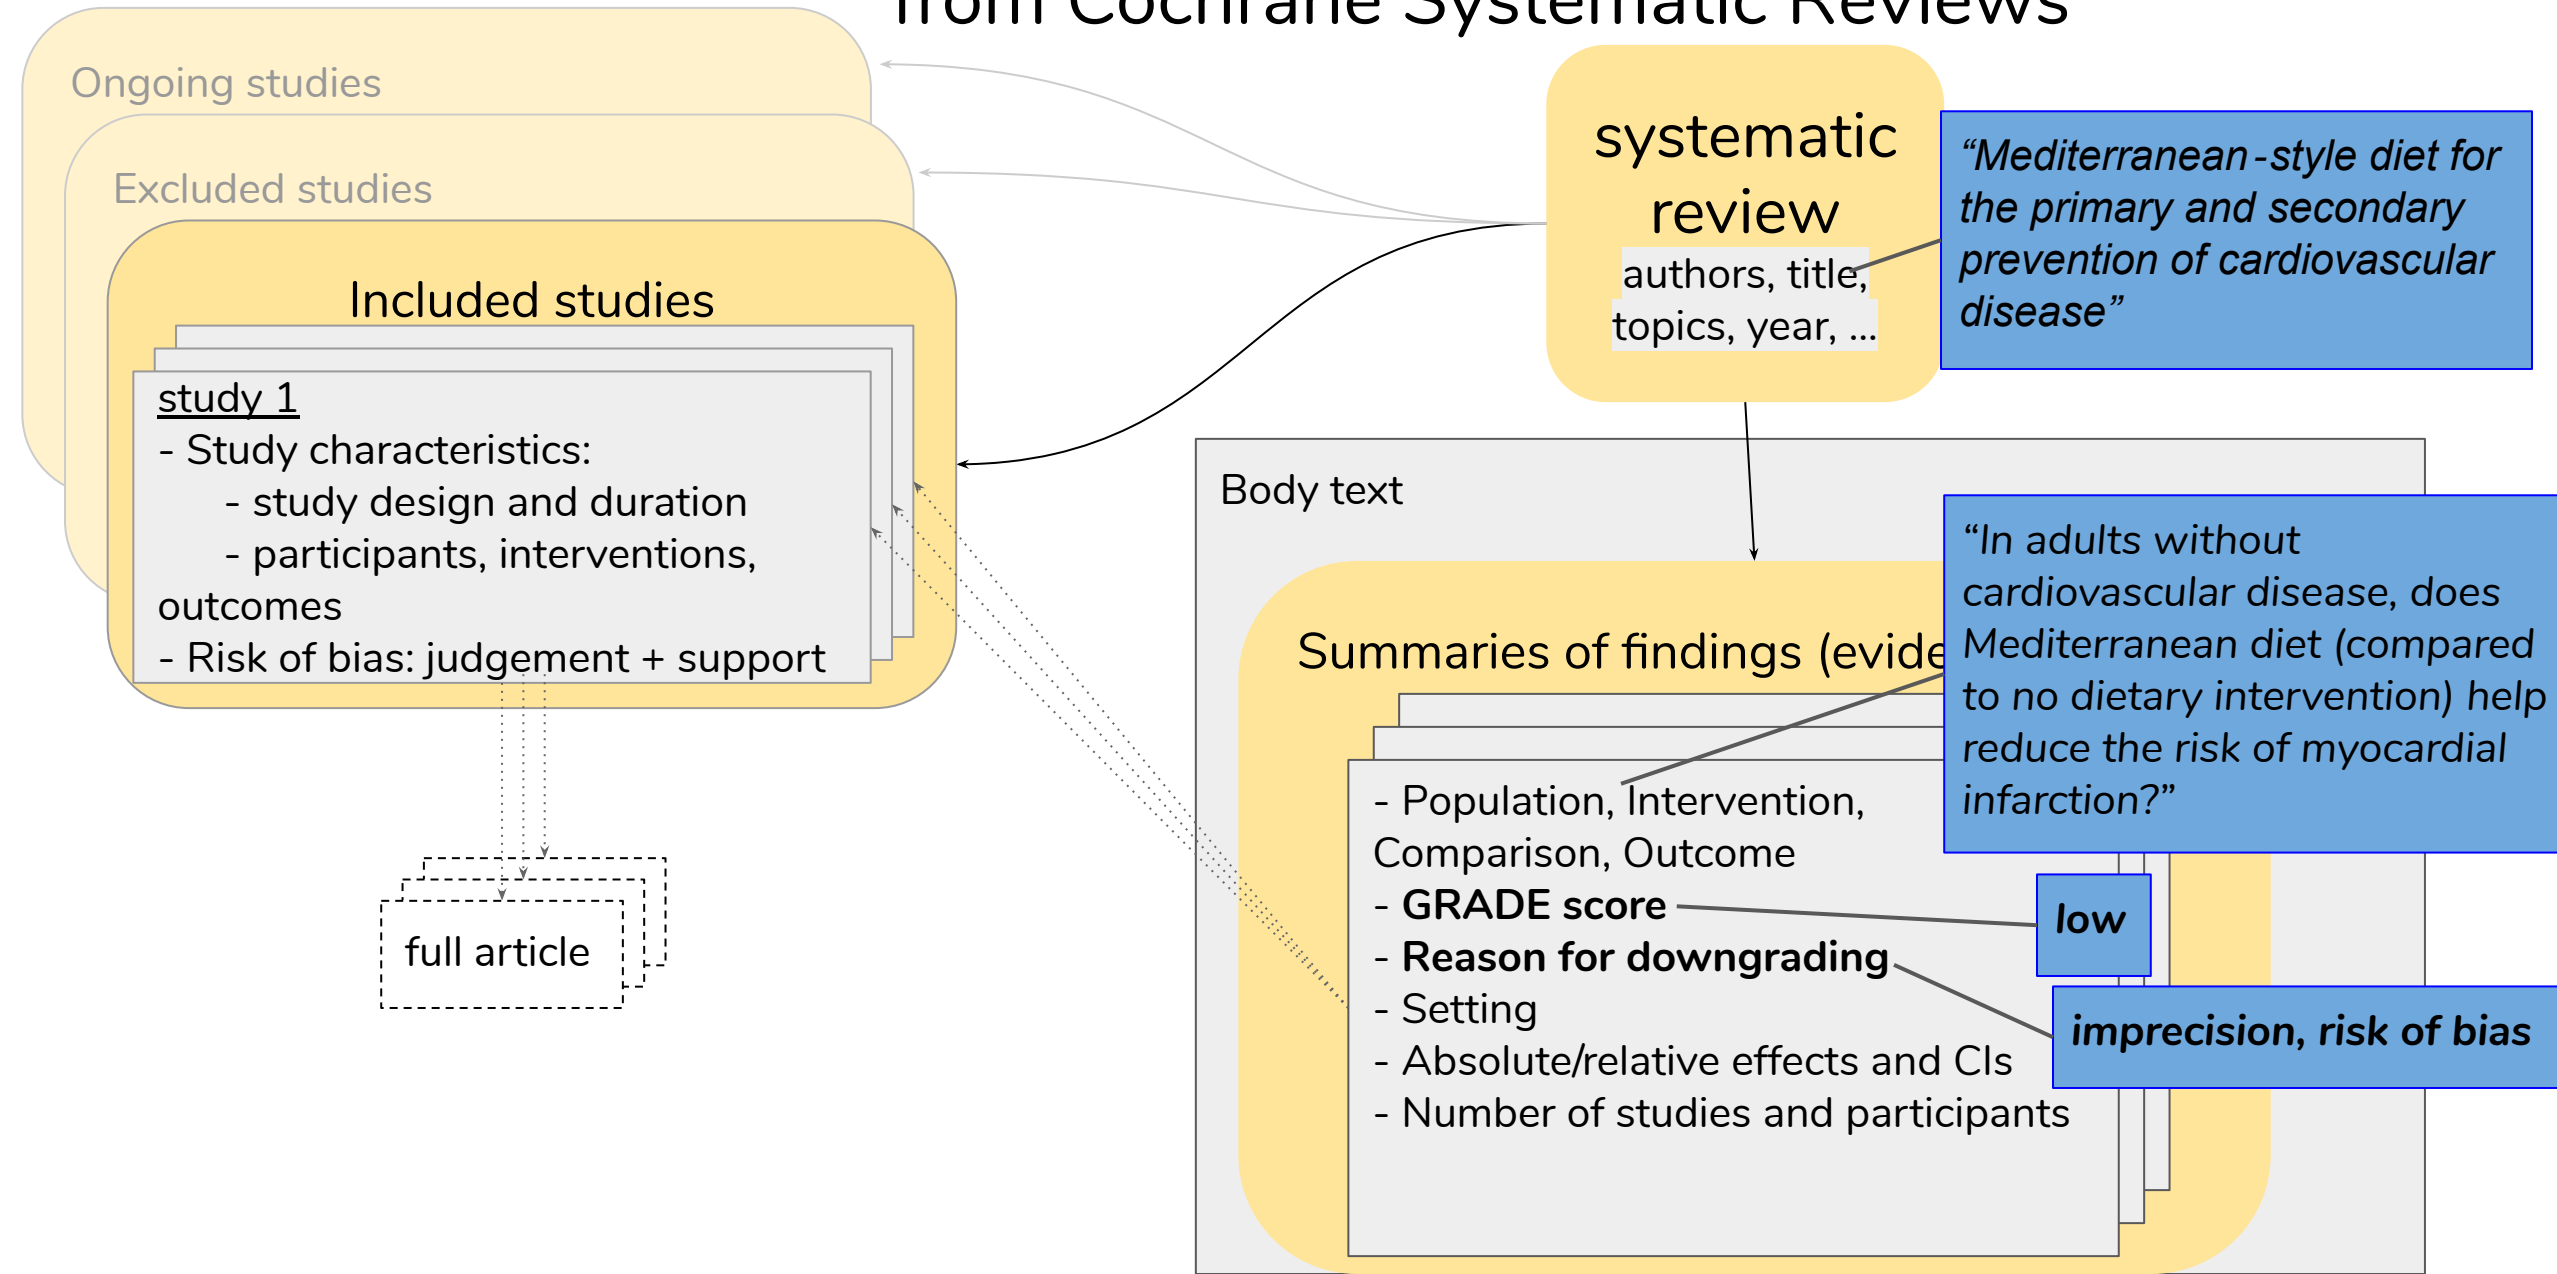 from Cochrane Systematic Reviews
Ongoing studies
Excluded studies
Included studies
study 1
- Study characteristics:
- study design and duration
- participants, interventions,
outcomes
- Risk of bias: judgement + support
full article
systematic
review
authors, title,
topics, year, ...
“Mediterranean-style diet for
the primary and secondary
prevention of cardiovascular
disease”
Body text
Summaries of findings (evide
“In adults without
cardiovascular disease, does
Mediterranean diet (compared
to no dietary intervention) help
reduce the risk of myocardial
infarction?”
- Population, Intervention,
Comparison, Outcome
- GRADE score
- Reason for downgrading
- Setting
- Absolute/relative effects and CIs
- Number of studies and participants
low
imprecision, risk of bias